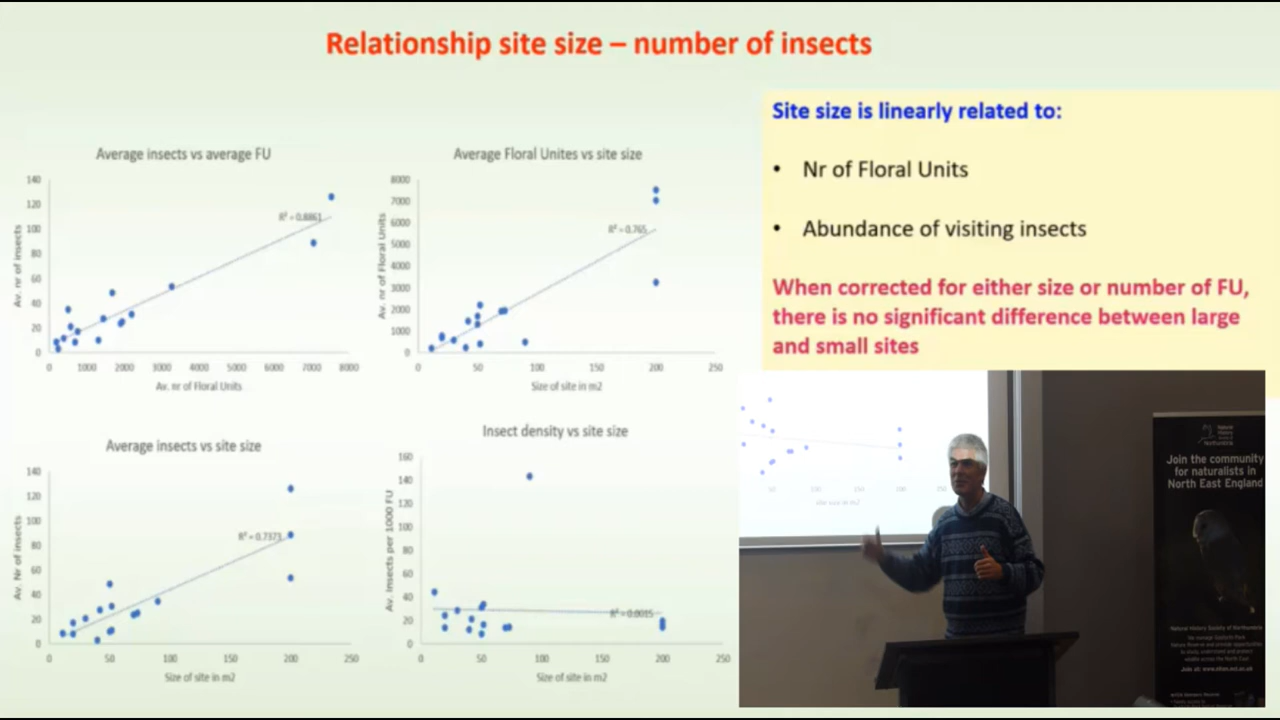 Relationship site size – number of insects
Average insects vs average FU
140
120
100
80
60
40
20
0
Av. nr of insects
R² = 0.8861
0 1000 2000 3000 4000 5000 6000 7000 8000
Av. nr of Floral Units
Average Floral Unites vs site size
8000
7000
6000
5000
4000
3000
2000
1000
0
Av. nr of Floral Units
R² = 0.765
0 50 100 150 200 250
Size of site in m2
Average insects vs site size
140
120
100
80
60
40
20
0
Av. Nr of insects
R² = 0.7373
0 50 100 150 200 250
Size of site in m2
Insect density vs site size
160
140
120
100
80
60
40
20
0
Av. Insects per 1000 FU
R² = 0.0015
0 50 100 150 200 250
Size of site in m2
Site size is linearly related to:
• Nr of Floral Units
• Abundance of visiting insects
When corrected for either size or number of FU,
there is no significant difference between large
and small sites
Join the community
for naturalists in
North East England